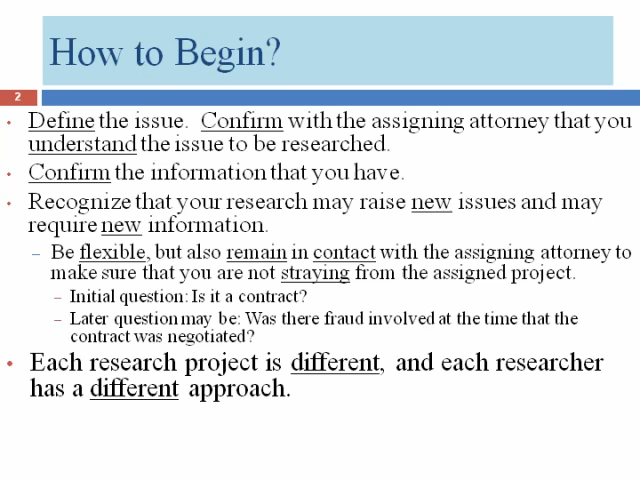 How to Begin?
2
• Define the issue. Confirm with the assigning attorney that you
understand the issue to be researched.
• Confirm the information that you have.
• Recognize that your research may raise new issues and may
require new information.
– Be flexible, but also remain in contact with the assigning attorney to
make sure that you are not straying from the assigned project.
– Initial question: Is it a contract?
– Later question may be: Was there fraud involved at the time that the
contract was negotiated?
• Each research project is different, and each researcher
has a different approach.